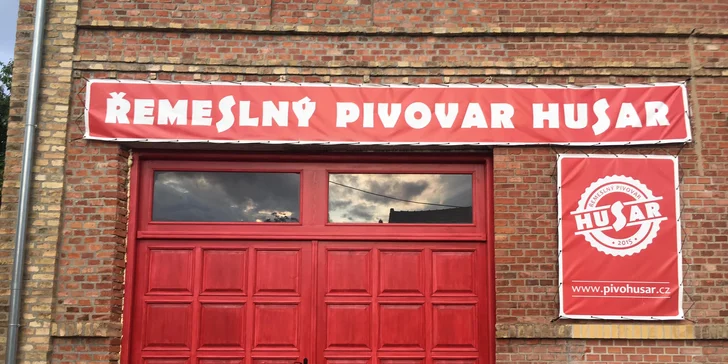 ŘEMESLNÝ PIVOVAR HUSAR
ŘEMESLNÝ PIVOVAR
HUSAR
• 2015 •
www.pivohusar.cz